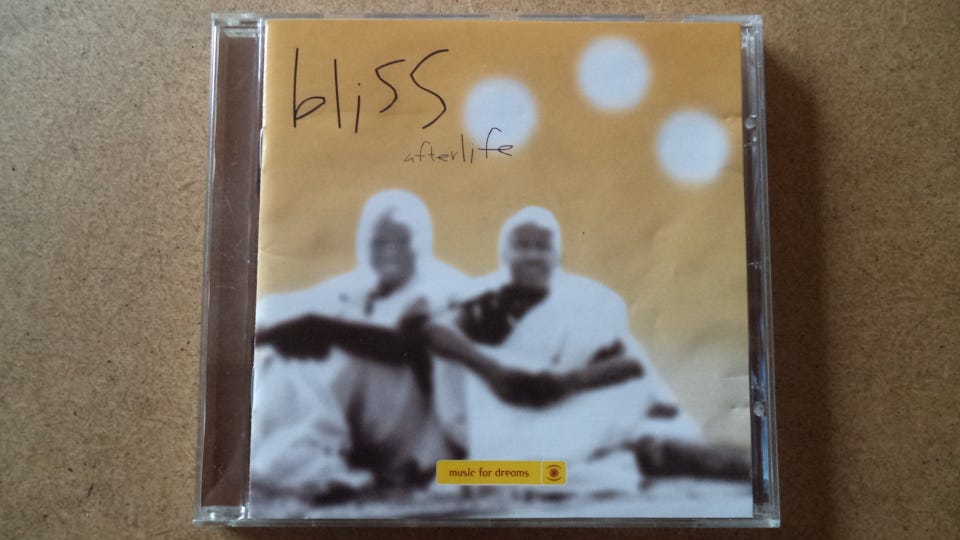 bliss
afterlife
music for dreams